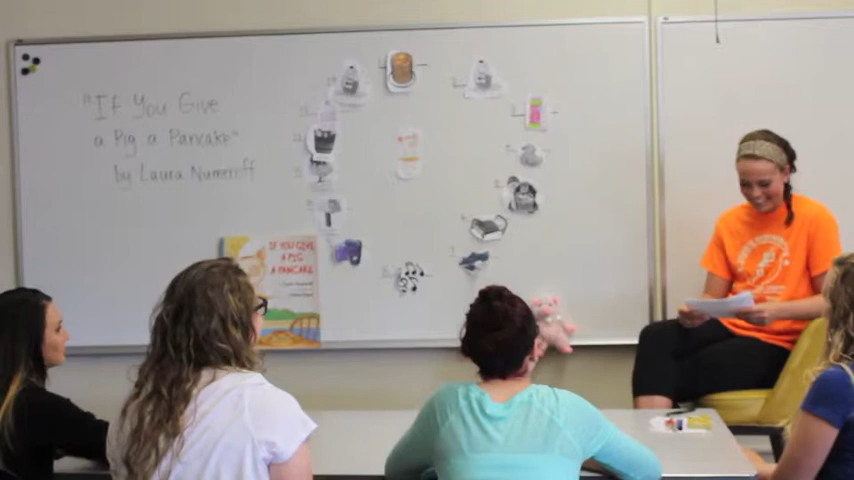 "If You Give
a Pig a Pancake"
by Laura Numeroff
IF YOU GIVE
A PIG
A PANCAKE